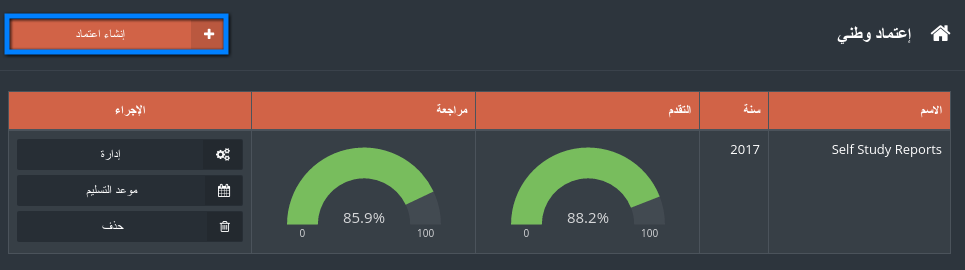 إعتماد وطني
إنشاء اعتماد
الاسم
سنة
التقدم
مراجعة
الإجراء
Self Study Reports
2017
88.2%
0
100
85.9%
0
100
إدارة
موعد التسليم
حذف